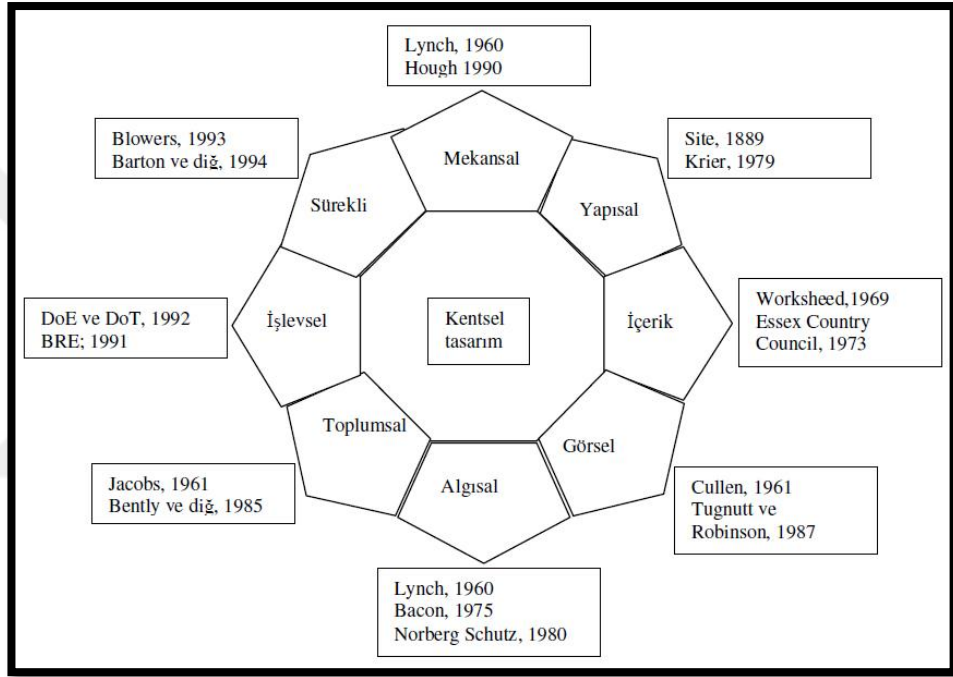 Lynch, 1960
Hough 1990
Blowers, 1993
Barton ve diğ, 1994
Site, 1889
Krier, 1979
Mekansal
Sürekli
Yapısal
DoE ve DoT, 1992
BRE; 1991
İşlevsel
Kentsel
tasarım
İçerik
Worksheed,1969
Essex Country
Council, 1973
Toplumsal
Görsel
Algısal
Jacobs, 1961
Bently ve diğ, 1985
Cullen, 1961
Tugnutt ve
Robinson, 1987
Lynch, 1960
Bacon, 1975
Norberg Schutz, 1980